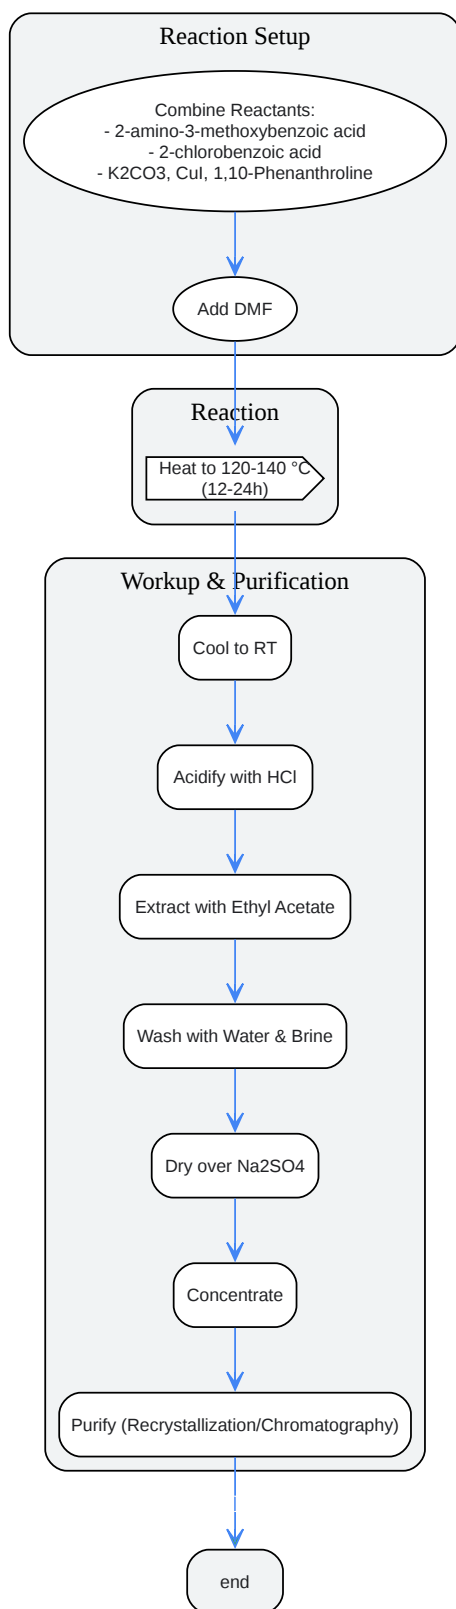 Reaction Setup
Combine Reactants:
- 2-amino-3-methoxybenzoic acid
- 2-chlorobenzoic acid
- K2CO3, CuI, 1,10-Phenanthroline
Add DMF
Reaction
Heat to 120-140 °C
(12-24h)
Workup & Purification
Cool to RT
Acidify with HCl
Extract with Ethyl Acetate
Wash with Water & Brine
Dry over Na2SO4
Concentrate
Purify (Recrystallization/Chromatography)
end